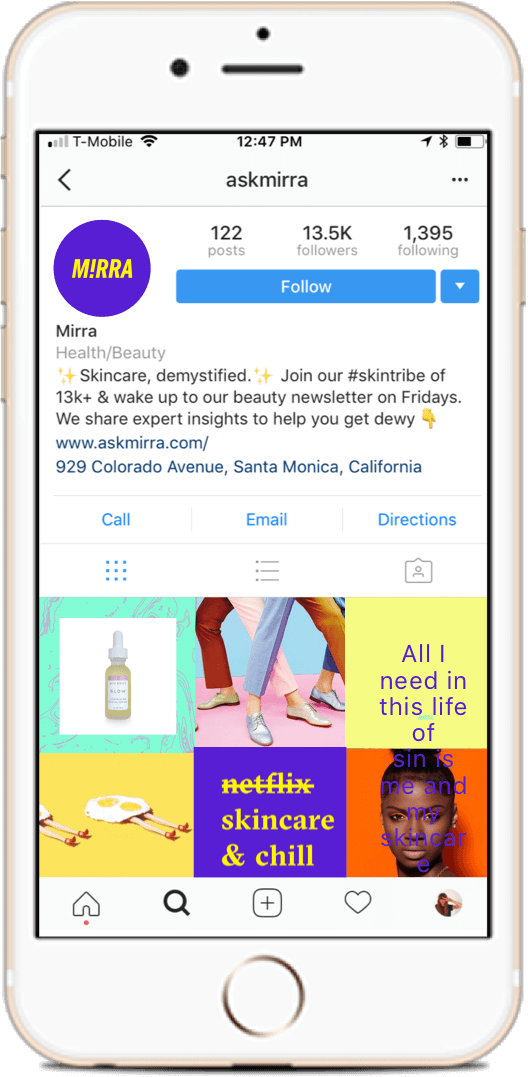 T-Mobile 12:47 PM
askmirra
122 13.5K 1,395
posts followers following
M!RRA
Follow
Mirra
Health/Beauty
✨ Skincare, demystified.✨ Join our #skintribe of
13k+ & wake up to our beauty newsletter on Fridays.
We share expert insights to help you get dewy 👇
www.askmirra.com/
929 Colorado Avenue, Santa Monica, California
Call Email Directions
GLOW
All I
need in
this life
of
sin is
me and
my
skincar
e
netflix
skincare
& chill